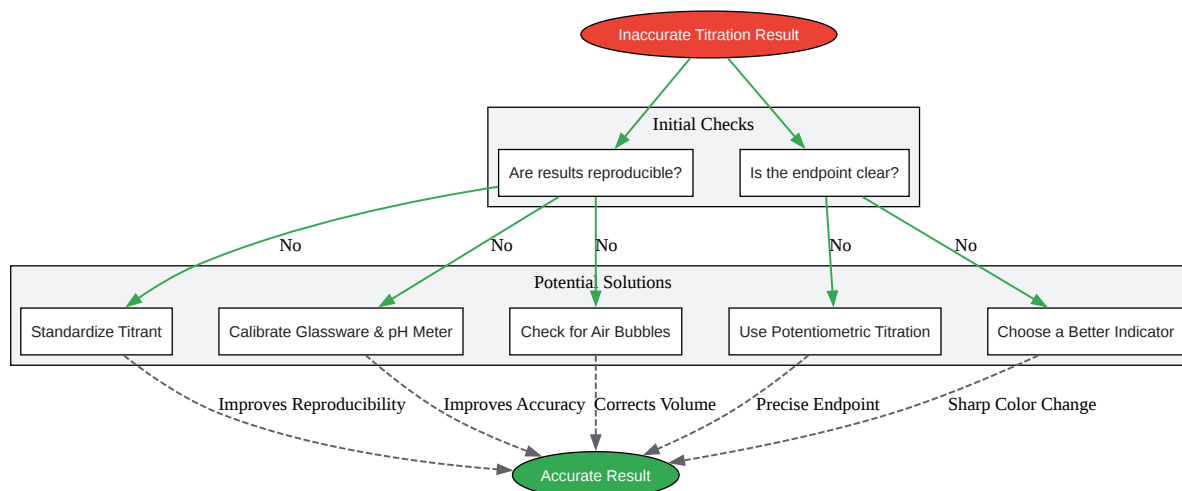 Inaccurate Titration Result
Initial Checks
Are results reproducible?
Is the endpoint clear?
No
No
No
No
No
Potential Solutions
Standardize Titrant
Calibrate Glassware & pH Meter
Check for Air Bubbles
Use Potentiometric Titration
Choose a Better Indicator
Improves Reproducibility
Improves Accuracy
Corrects Volume
Precise Endpoint
Sharp Color Change
Accurate Result